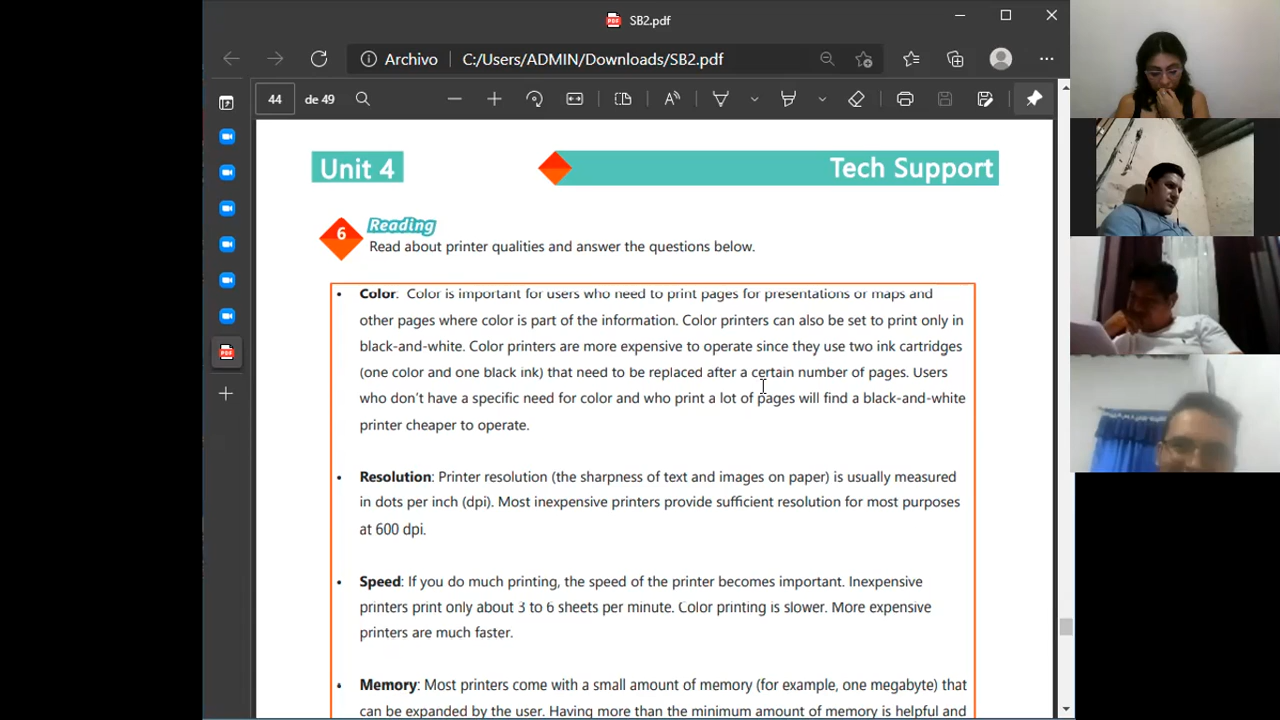 SB2.pdf
Archivo
C:/Users/ADMIN/Downloads/SB2.pdf
44
de 49
Unit 4
Tech Support
6
Reading
Read about printer qualities and answer the questions below.
• Color. Color is important for users who need to print pages for presentations or maps and
other pages where color is part of the information. Color printers can also be set to print only in
black-and-white. Color printers are more expensive to operate since they use two ink cartridges
(one color and one black ink) that need to be replaced after a certain number of pages. Users
who don't have a specific need for color and who print a lot of pages will find a black-and-white
printer cheaper to operate.
• Resolution: Printer resolution (the sharpness of text and images on paper) is usually measured
in dots per inch (dpi). Most inexpensive printers provide sufficient resolution for most purposes
at 600 dpi.
• Speed: If you do much printing, the speed of the printer becomes important. Inexpensive
printers print only about 3 to 6 sheets per minute. Color printing is slower. More expensive
printers are much faster.
• Memory: Most printers come with a small amount of memory (for example, one megabyte) that
can be expanded by the user. Having more than the minimum amount of memory is helpful and